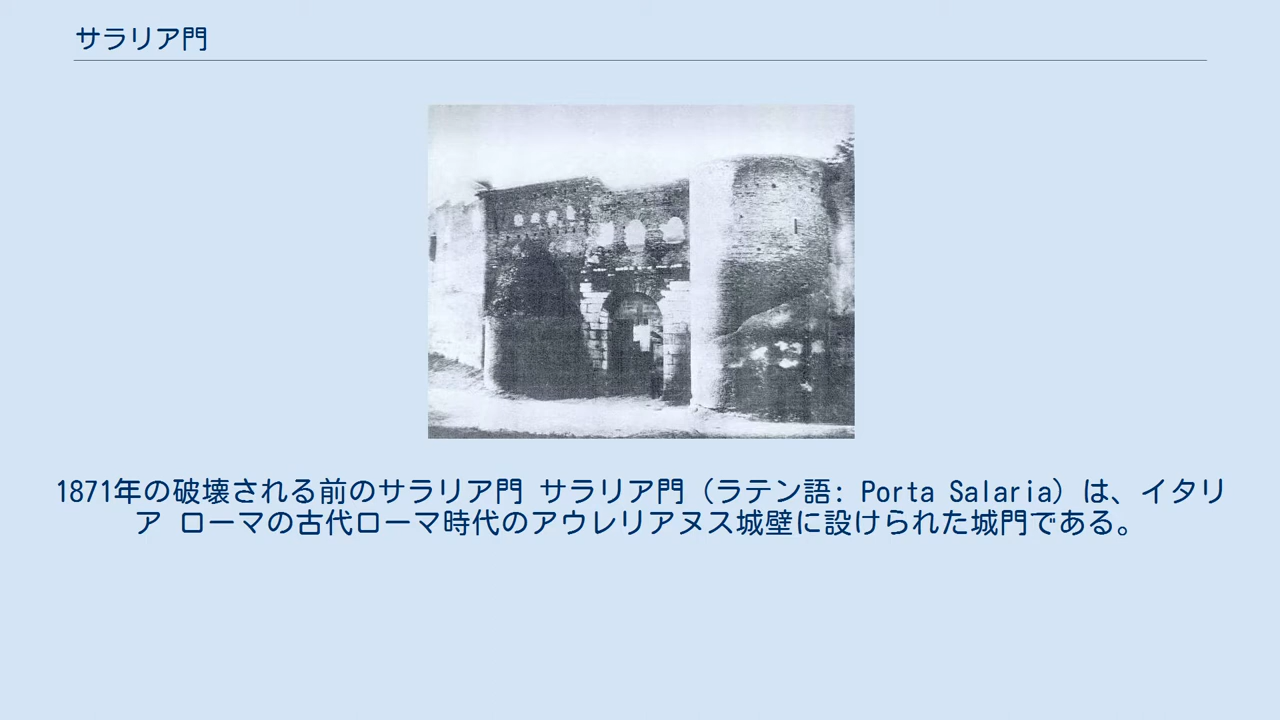 サラリア門
1871年の破壊される前のサラリア門 サラリア門（ラテン語: Porta Salaria）は、イタリ
ア ローマの古代ローマ時代のアウレリアヌス城壁に設けられた城門である。